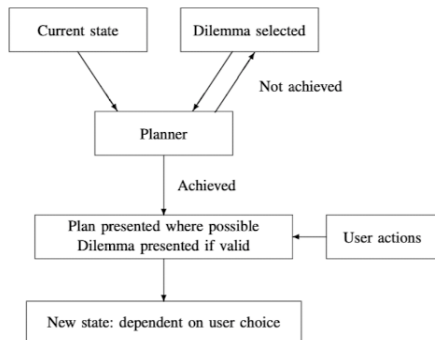 Current state
Dilemma selected
Not achieved
Planner
Achieved
Plan presented where possible
Dilemma presented if valid
User actions
New state: dependent on user choice